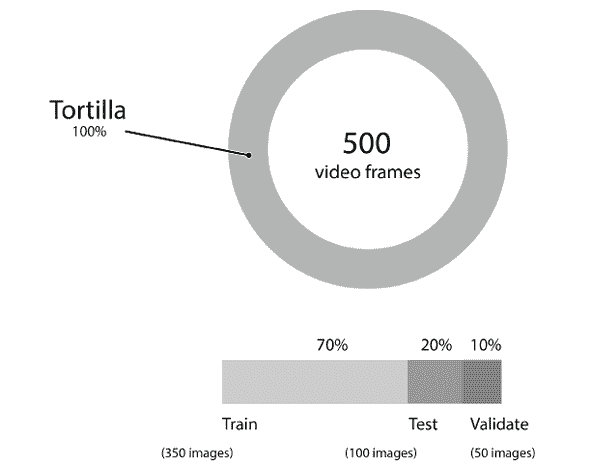 Tortilla
100%
500
video frames
70% 20% 10%
Train Test Validate
(350 images) (100 images) (50 images)